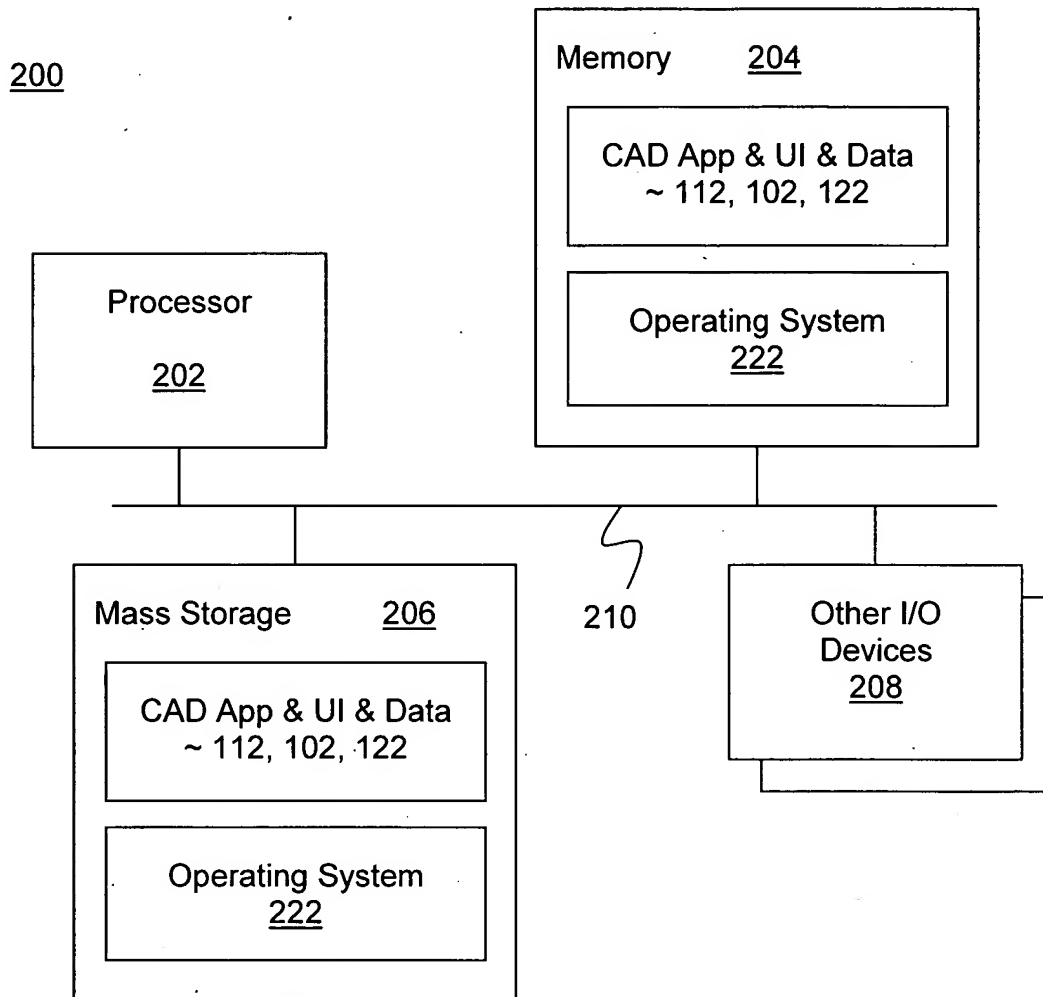 200
Memory 204
CAD App & UI & Data
~ 112, 102, 122
Operating System
222
Processor
202
210
Mass Storage 206
CAD App & UI & Data
~ 112, 102, 122
Operating System
222
Other I/O
Devices
208